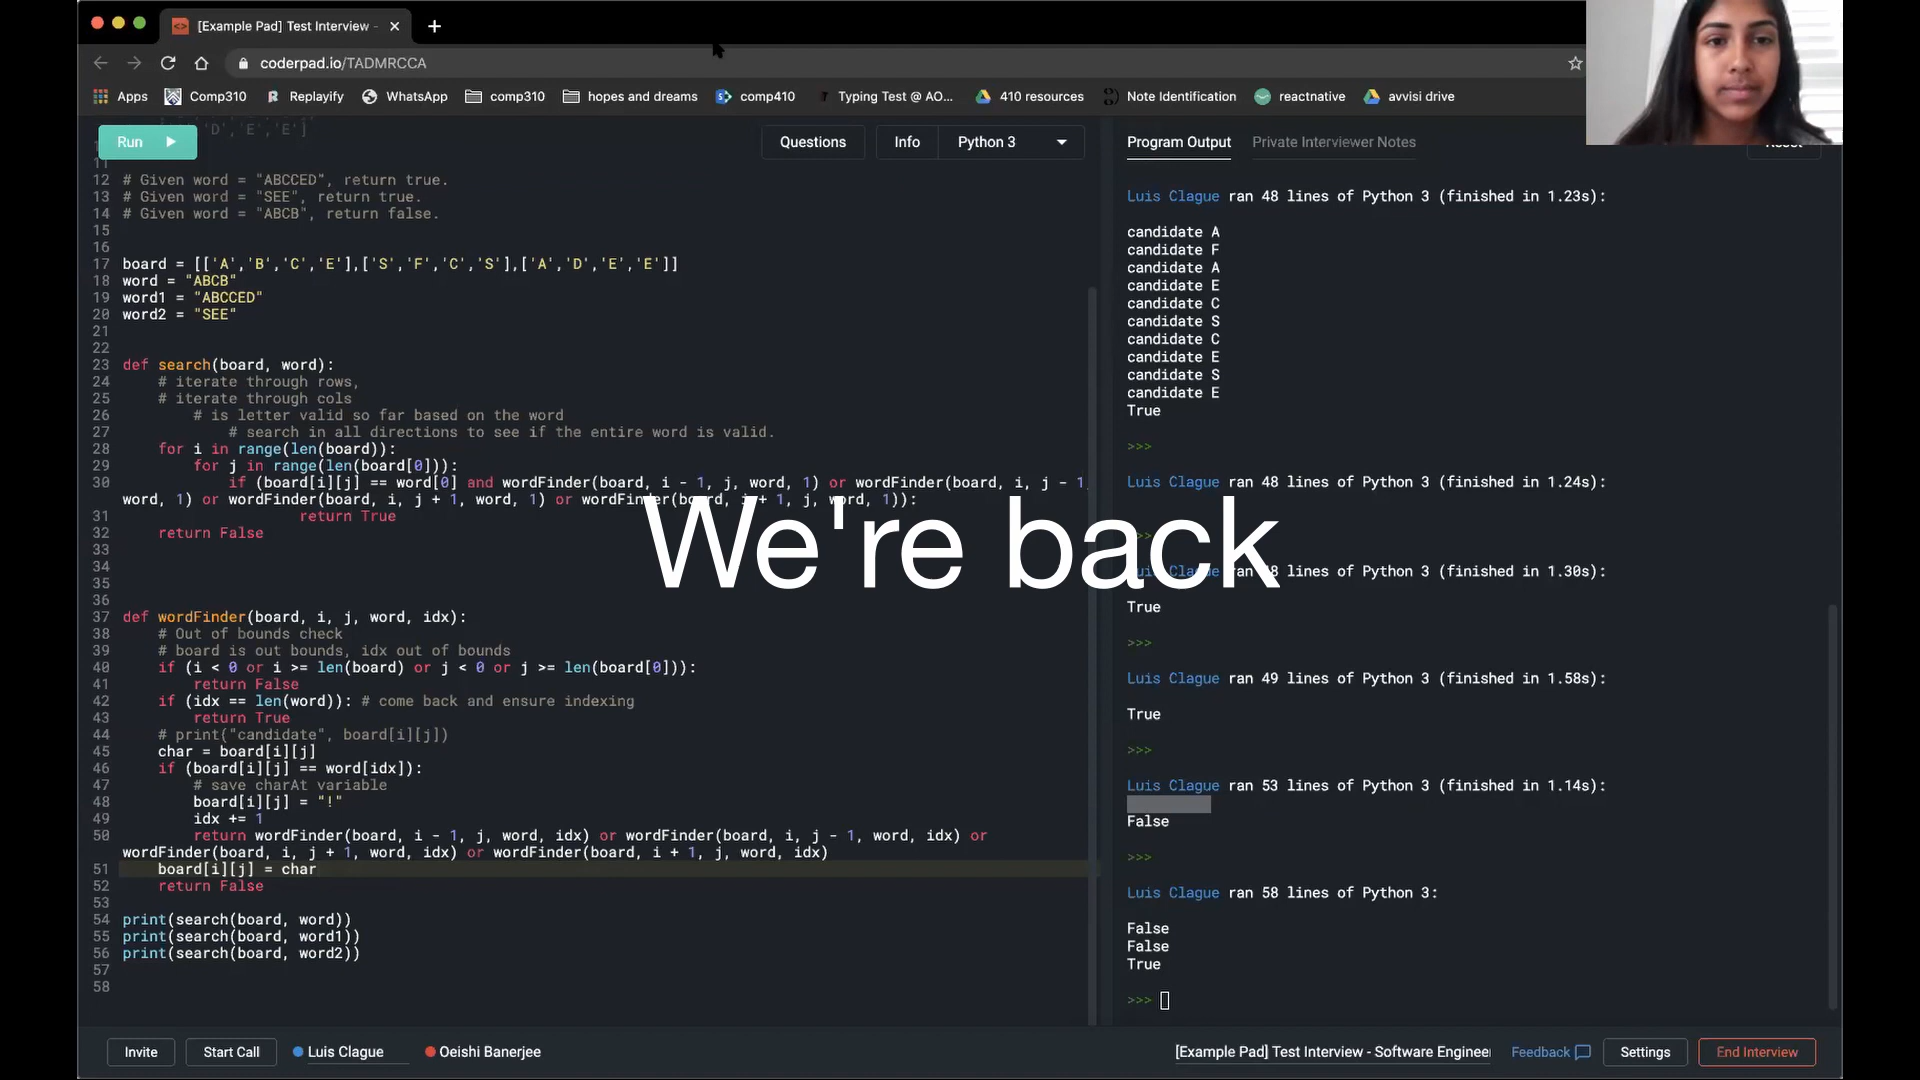 [Example Pad] Test Interview -
coderpad.io/TADMRCCA
Apps Comp310 Replayify WhatsApp comp310 hopes and dreams comp410 Typing Test @ AO... 410 resources Note Identification reactnative avvisi drive
Run Questions Info Python 3 Program Output Private Interviewer Notes
'D','E','E']
11
12 # Given word = "ABCCED", return true.
13 # Given word = "SEE", return true.
14 # Given word = "ABCB", return false.
15
16
17 board = [['A','B','C','E'],['S','F','C','S'],['A','D','E','E']]
18 word = "ABCB"
19 word1 = "ABCCED"
20 word2 = "SEE"
21
22
23 def search(board, word):
24 # iterate through rows,
25 # iterate through cols
26 # is letter valid so far based on the word
27 # search in all directions to see if the entire word is valid.
28 for i in range(len(board)):
29 for j in range(len(board[0])):
30 if (board[i][j] == word[0] and wordFinder(board, i - 1, j, word, 1) or wordFinder(board, i, j - 1,
word, 1) or wordFinder(board, i, j + 1, word, 1) or wordFinder(board, i + 1, j, word, 1)):
31 return True
32 return False
33
34
35
36
37 def wordFinder(board, i, j, word, idx):
38 # Out of bounds check
39 # board is out bounds, idx out of bounds
40 if (i < 0 or i >= len(board) or j < 0 or j >= len(board[0])):
41 return False
42 if (idx == len(word)): # come back and ensure indexing
43 return True
44 # print("candidate", board[i][j])
45 char = board[i][j]
46 if (board[i][j] == word[idx]):
47 # save charAt variable
48 board[i][j] = "!"
49 idx += 1
50 return wordFinder(board, i - 1, j, word, idx) or wordFinder(board, i, j - 1, word, idx) or
wordFinder(board, i, j + 1, word, idx) or wordFinder(board, i + 1, j, word, idx)
51 board[i][j] = char
52 return False
53
54 print(search(board, word))
55 print(search(board, word1))
56 print(search(board, word2))
57
58
We're back
Luis Clague ran 48 lines of Python 3 (finished in 1.23s):
candidate A
candidate F
candidate A
candidate E
candidate C
candidate S
candidate C
candidate E
candidate S
candidate E
True
>>>
Luis Clague ran 48 lines of Python 3 (finished in 1.24s):
>>>
ran 48 lines of Python 3 (finished in 1.30s):
True
>>>
Luis Clague ran 49 lines of Python 3 (finished in 1.58s):
True
>>>
Luis Clague ran 53 lines of Python 3 (finished in 1.14s):
False
>>>
Luis Clague ran 58 lines of Python 3:
False
False
True
>>>
Invite Start Call Luis Clague Oeishi Banerjee [Example Pad] Test Interview - Software Enginee Feedback Settings End Interview